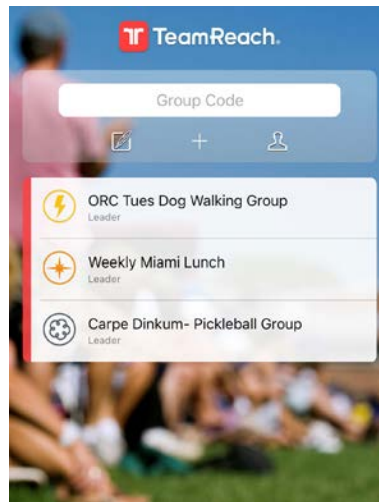 TeamReach.
Group Code
ORC Tues Dog Walking Group
Leader
Weekly Miami Lunch
Leader
Carpe Dinkum- Pickleball Group
Leader